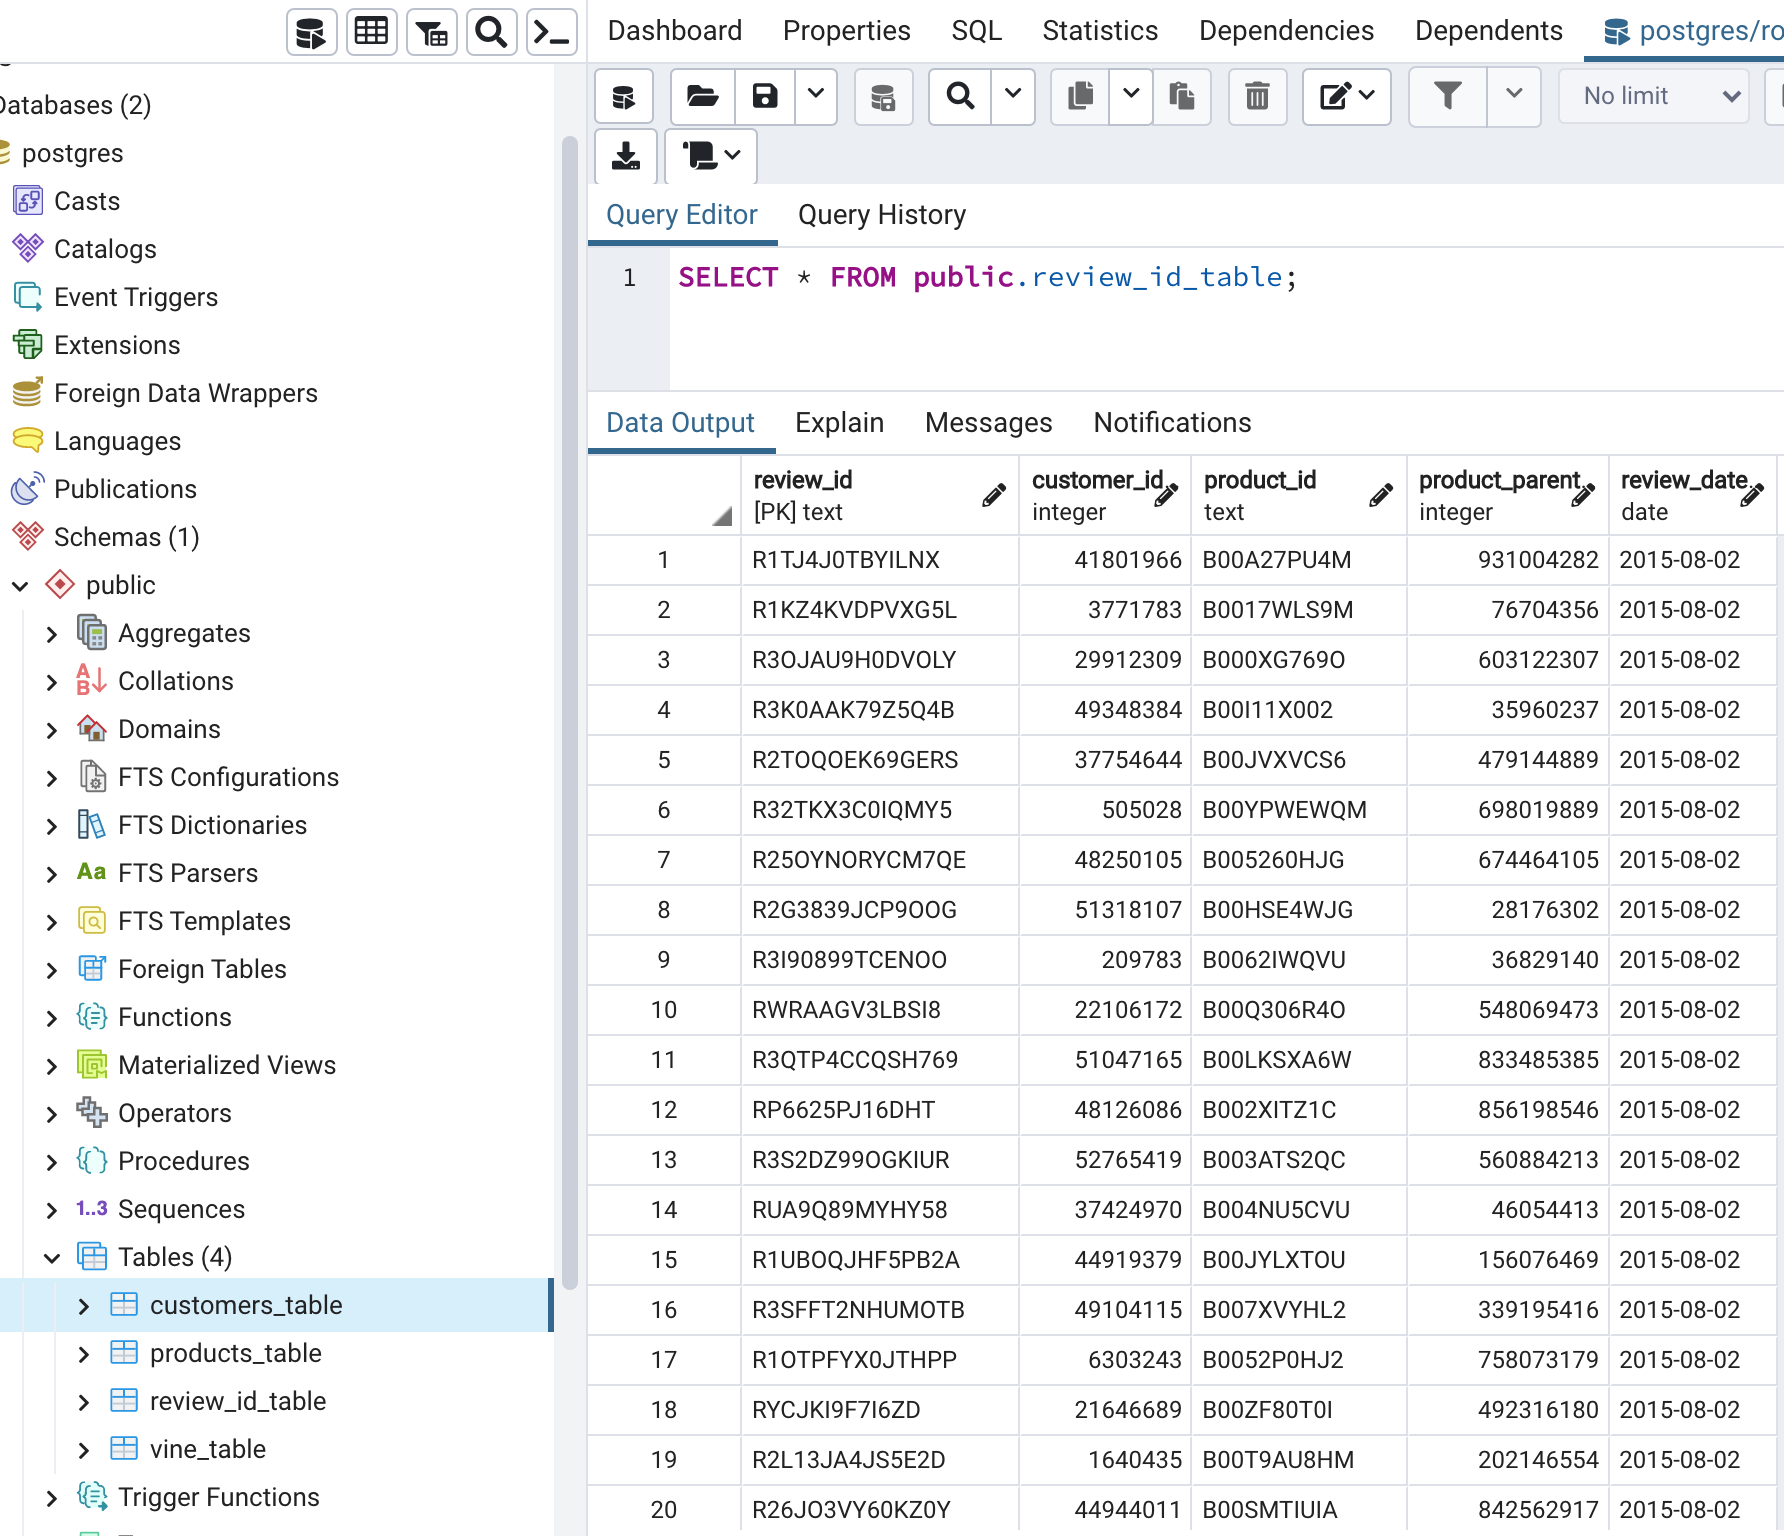 Dashboard Properties SQL Statistics Dependencies Dependents postgres/ro
Databases (2)
postgres
Casts
Catalogs
Event Triggers
Extensions
Foreign Data Wrappers
Languages
Publications
Schemas (1)
public
Aggregates
Collations
Domains
FTS Configurations
FTS Dictionaries
Aa FTS Parsers
FTS Templates
Foreign Tables
Functions
Materialized Views
Operators
Procedures
1..3 Sequences
Tables (4)
customers_table
products_table
review_id_table
vine_table
Trigger Functions
No limit
Query Editor Query History
1 SELECT * FROM public.review_id_table;
Data Output Explain Messages Notifications
review_id customer_id product_id product_parent review_date
[PK] text integer text integer date
1 R1TJ4J0TBYILNX 41801966 B00A27PU4M 931004282 2015-08-02
2 R1KZ4KVDPVXG5L 3771783 B0017WLS9M 76704356 2015-08-02
3 R3OJAU9H0DVOLY 29912309 B000XG769O 603122307 2015-08-02
4 R3K0AAK79Z5Q4B 49348384 B00I11X002 35960237 2015-08-02
5 R2TOQOEK69GERS 37754644 B00JVXVCS6 479144889 2015-08-02
6 R32TKX3C0IQMY5 505028 B00YPWEWQM 698019889 2015-08-02
7 R25OYNORYCM7QE 48250105 B005260HJG 674464105 2015-08-02
8 R2G3839JCP9OOG 51318107 B00HSE4WJG 28176302 2015-08-02
9 R3I90899TCENOO 209783 B0062IWQVU 36829140 2015-08-02
10 RWRAAGV3LBSI8 22106172 B00Q306R4O 548069473 2015-08-02
11 R3QTP4CCQSH769 51047165 B00LKSXA6W 833485385 2015-08-02
12 RP6625PJ16DHT 48126086 B002XITZ1C 856198546 2015-08-02
13 R3S2DZ99OGKIUR 52765419 B003ATS2QC 560884213 2015-08-02
14 RUA9Q89MYHY58 37424970 B004NU5CVU 46054413 2015-08-02
15 R1UBOQJHF5PB2A 44919379 B00JYLXTOU 156076469 2015-08-02
16 R3SFFT2NHUMOTB 49104115 B007XVYHL2 339195416 2015-08-02
17 R1OTPFYX0JTHPP 6303243 B0052P0HJ2 758073179 2015-08-02
18 RYCJKI9F7I6ZD 21646689 B00ZF80T0I 492316180 2015-08-02
19 R2L13JA4JS5E2D 1640435 B00T9AU8HM 202146554 2015-08-02
20 R26JO3VY60KZ0Y 44944011 B00SMTIUIA 842562917 2015-08-02